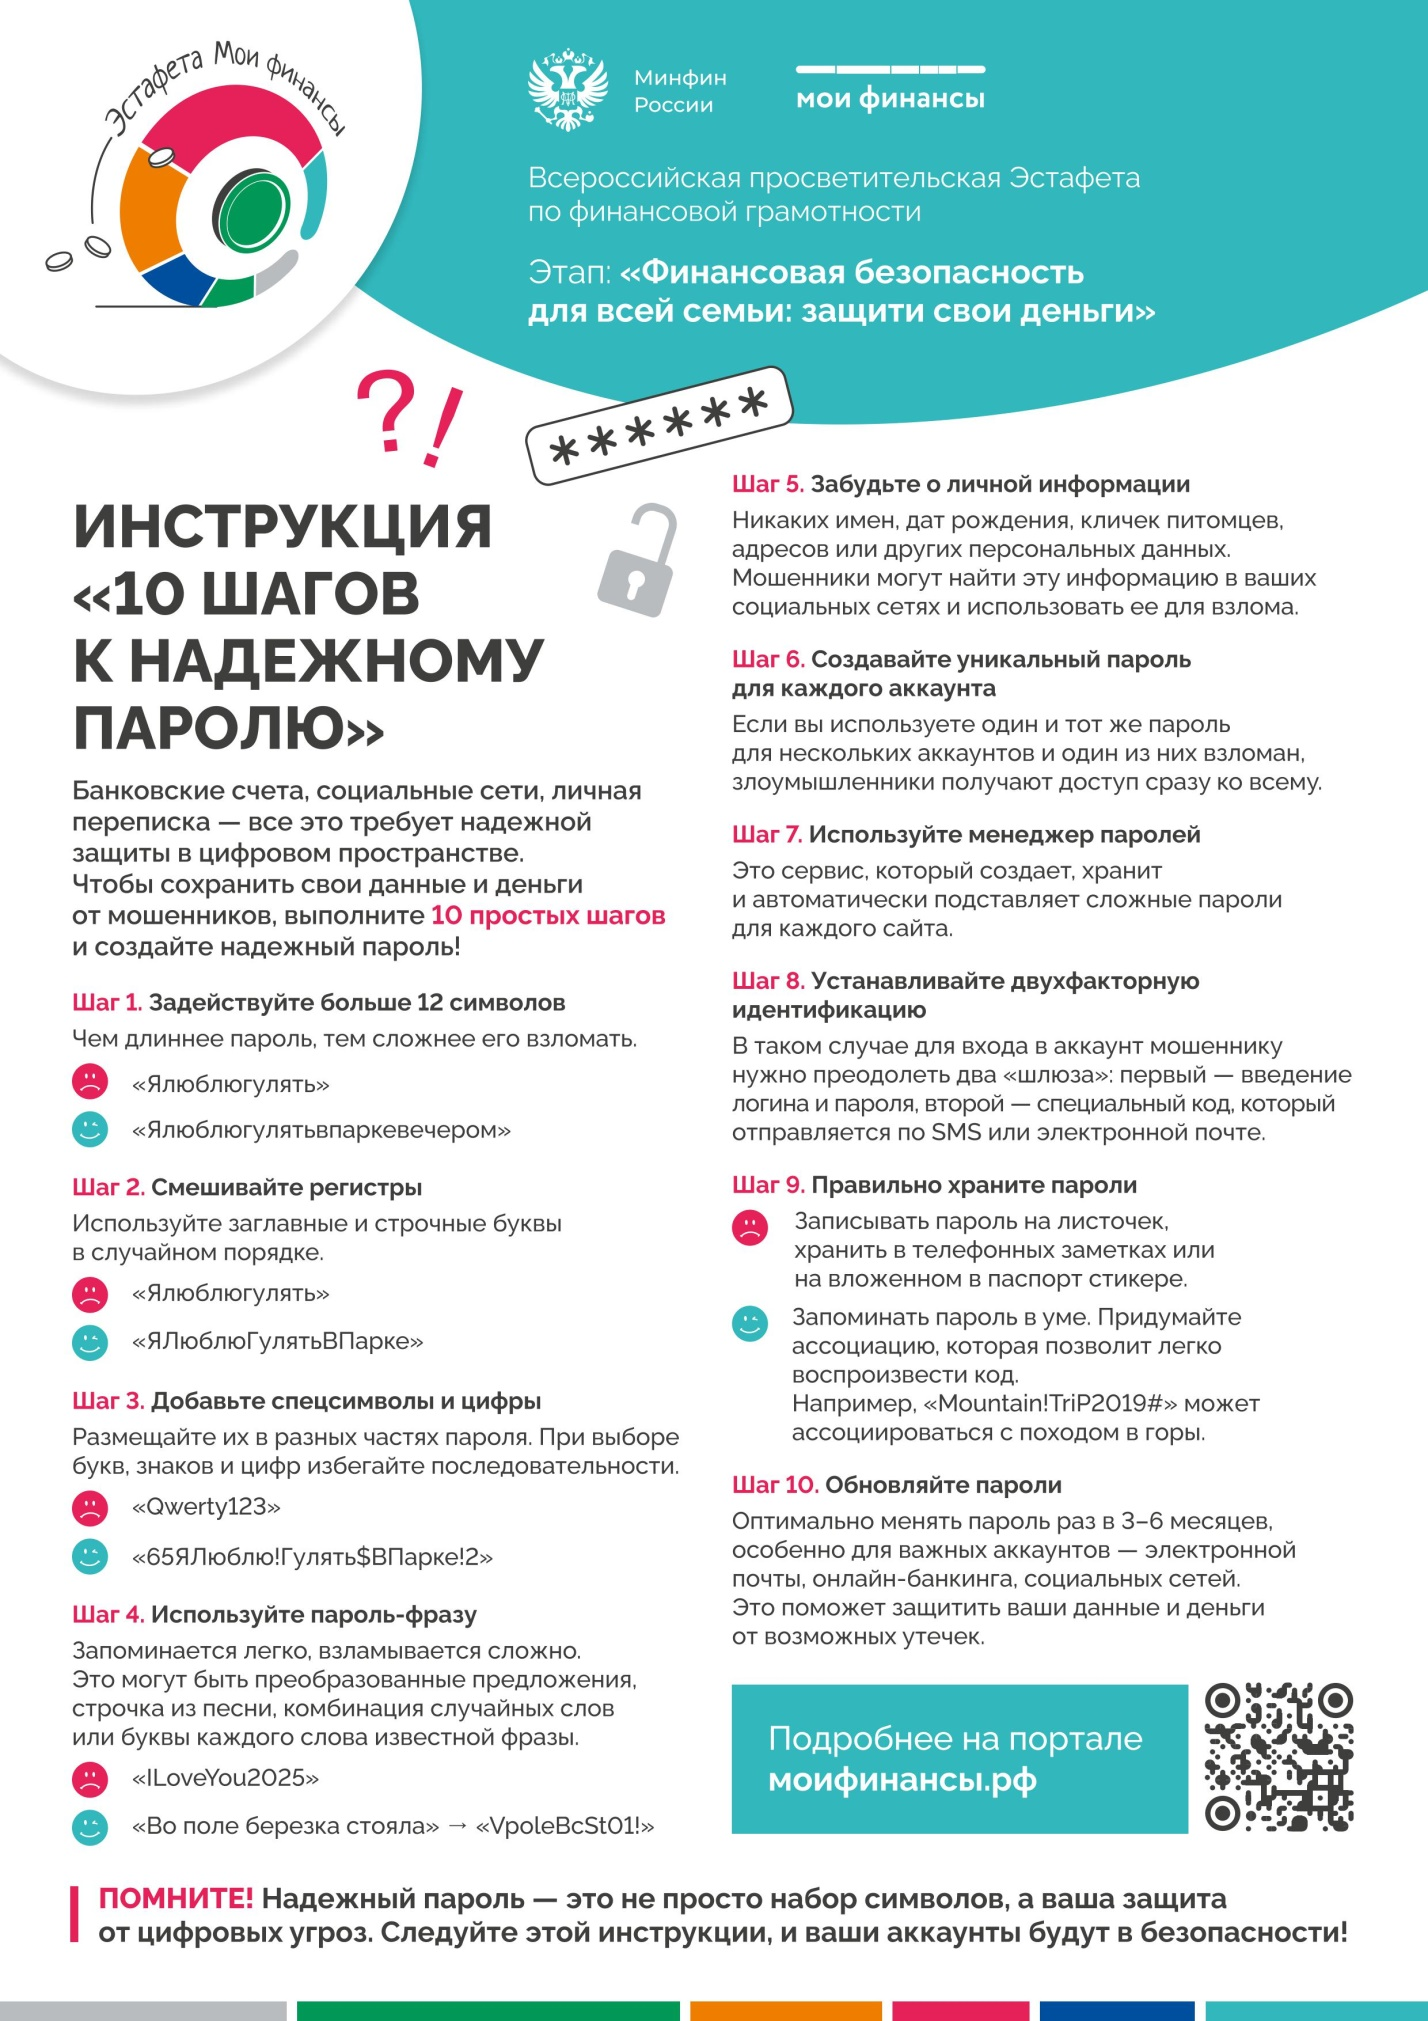 Эстафета Мои финансы
Минфин
России
мои финансы
Всероссийская просветительская Эстафета
по финансовой грамотности
Этап: «Финансовая безопасность
для всей семьи: защити свои деньги»
?!
******
ИНСТРУКЦИЯ
«10 ШАГОВ
К НАДЕЖНОМУ
ПАРОЛЮ»
Банковские счета, социальные сети, личная
переписка — все это требует надежной
защиты в цифровом пространстве.
Чтобы сохранить свои данные и деньги
от мошенников, выполните 10 простых шагов
и создайте надежный пароль!
Шаг 1. Задействуйте больше 12 символов
Чем длиннее пароль, тем сложнее его взломать.
«Ялюблюгулять»
«Ялюблюгулятьвпаркевечером»
Шаг 2. Смешивайте регистры
Используйте заглавные и строчные буквы
в случайном порядке.
«Ялюблюгулять»
«ЯЛюблюГулятьВПарке»
Шаг 3. Добавьте спецсимволы и цифры
Размещайте их в разных частях пароля. При выборе
букв, знаков и цифр избегайте последовательности.
«Qwerty123»
«65ЯЛюблю!Гулять$ВПарке!2»
Шаг 4. Используйте пароль-фразу
Запоминается легко, взламывается сложно.
Это могут быть преобразованные предложения,
строчка из песни, комбинация случайных слов
или буквы каждого слова известной фразы.
«ILoveYou2025»
«Во поле березка стояла» → «VpoleBcSt01!»
Шаг 5. Забудьте о личной информации
Никаких имен, дат рождения, кличек питомцев,
адресов или других персональных данных.
Мошенники могут найти эту информацию в ваших
социальных сетях и использовать ее для взлома.
Шаг 6. Создавайте уникальный пароль
для каждого аккаунта
Если вы используете один и тот же пароль
для нескольких аккаунтов и один из них взломан,
злоумышленники получают доступ сразу ко всему.
Шаг 7. Используйте менеджер паролей
Это сервис, который создает, хранит
и автоматически подставляет сложные пароли
для каждого сайта.
Шаг 8. Устанавливайте двухфакторную
идентификацию
В таком случае для входа в аккаунт мошеннику
нужно преодолеть два «шлюза»: первый — введение
логина и пароля, второй — специальный код, который
отправляется по SMS или электронной почте.
Шаг 9. Правильно храните пароли
Записывать пароль на листочек,
хранить в телефонных заметках или
на вложенном в паспорт стикере.
Запоминать пароль в уме. Придумайте
ассоциацию, которая позволит легко
воспроизвести код.
Например, «Mountain!TriP2019#» может
ассоциироваться с походом в горы.
Шаг 10. Обновляйте пароли
Оптимально менять пароль раз в 3–6 месяцев,
особенно для важных аккаунтов — электронной
почты, онлайн-банкинга, социальных сетей.
Это поможет защитить ваши данные и деньги
от возможных утечек.
Подробнее на портале
моифинансы.рф
ПОМНИТЕ! Надежный пароль — это не просто набор символов, а ваша защита
от цифровых угроз. Следуйте этой инструкции, и ваши аккаунты будут в безопасности!